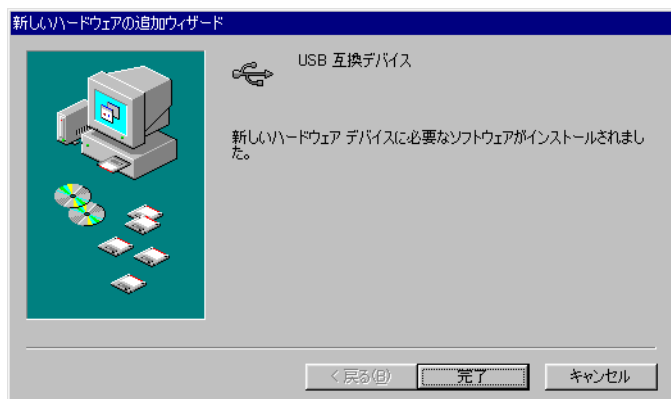 新しいハードウェアの追加ウィザード
USB 互換デバイス
新しいハードウェア デバイスに必要なソフトウェアがインストールされまし
た。
< 戻る(B)
完了
キャンセル